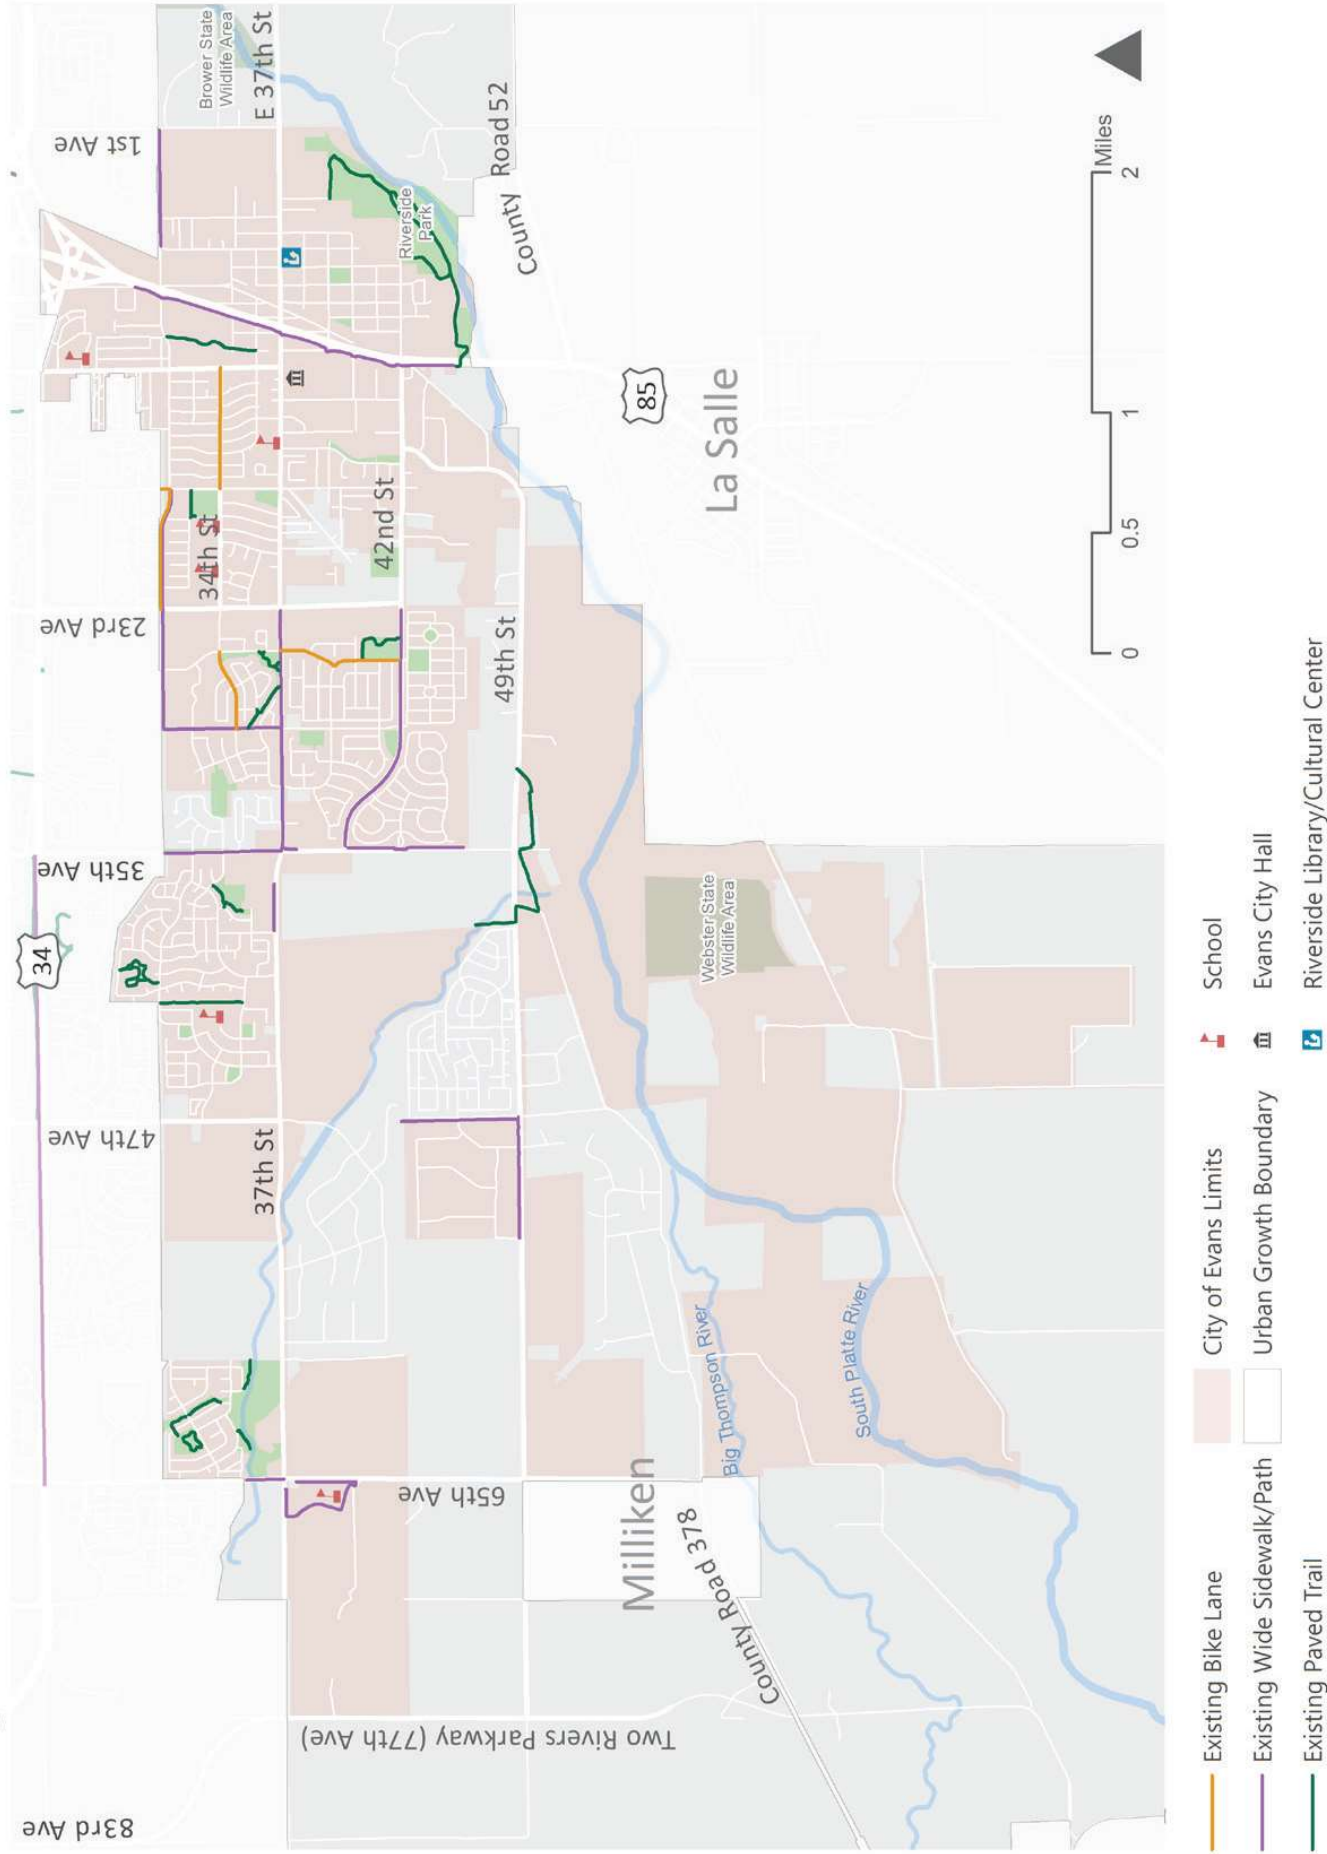 83rd Ave
Two Rivers Parkway (77th Ave)
65th Ave
47th Ave
35th Ave
23rd Ave
1st Ave
34
37th St
34th St
42nd St
49th St
E 37th St
Brower State
Wildlife Area
Riverside
Park
County Road 52
85
La Salle
Webster State
Wildlife Area
Milliken
County Road 378
Big Thompson River
South Platte River
0
0.5
1
2
Miles
Existing Bike Lane
Existing Wide Sidewalk/Path
Existing Paved Trail
City of Evans Limits
Urban Growth Boundary
School
Evans City Hall
Riverside Library/Cultural Center